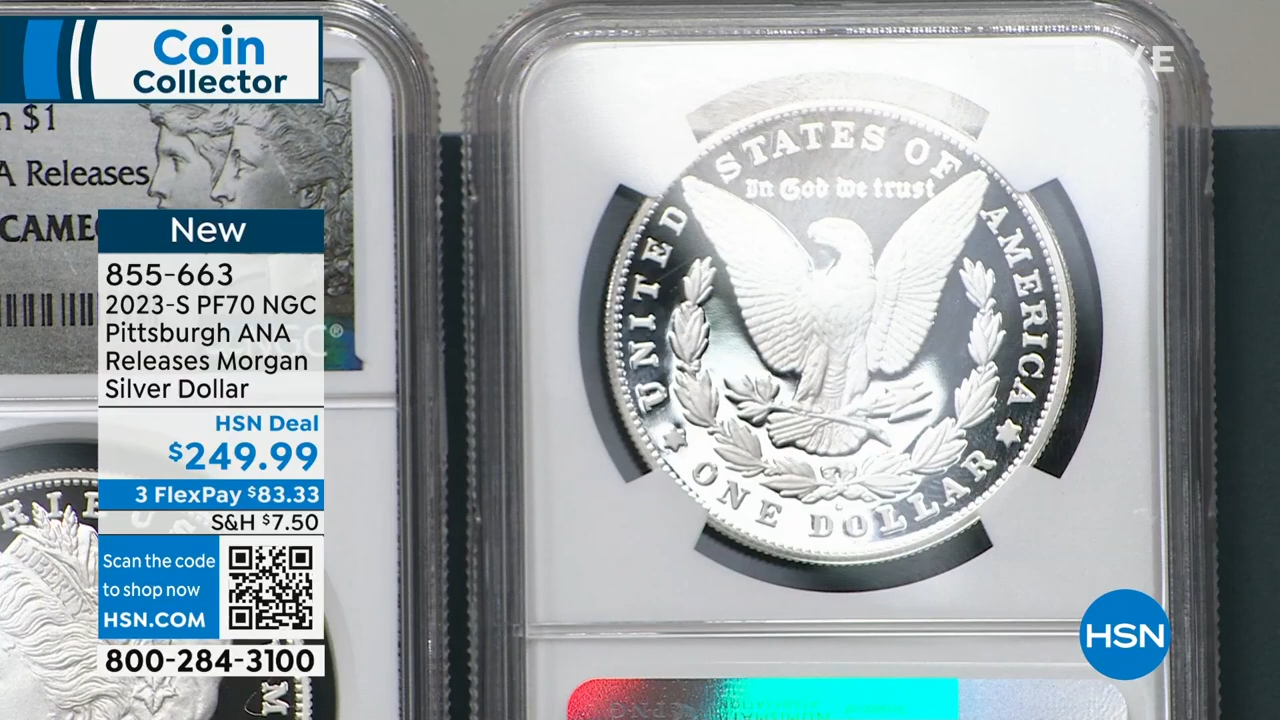 Coin
Collector
LIVE
n $1
A Releases
CAME
New
855-663
2023-S PF70 NGC
Pittsburgh ANA
Releases Morgan
Silver Dollar
HSN Deal
$249.99
3 FlexPay $83.33
S&H $7.50
Scan the code
to shop now
HSN.COM
800-284-3100
UNITED STATES OF AMERICA
In God we trust
ONE DOLLAR
HSN